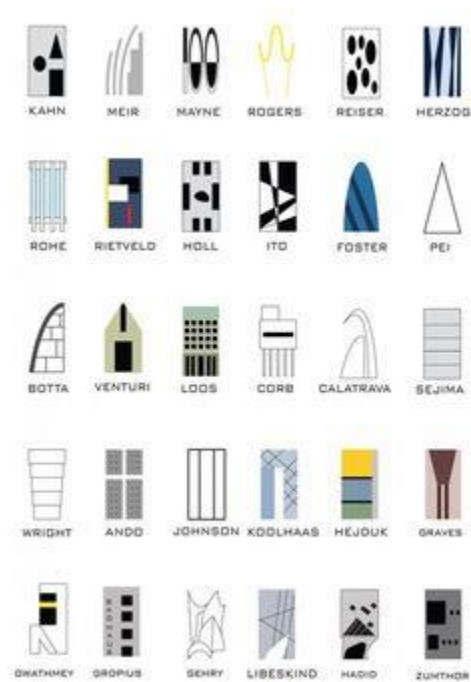 KAHN MEIR MAYNE ROGERS REISER HERZOG
ROHE RIETVELD HOLL ITO FOSTER PEI
BOTTA VENTURI LOOS CORB CALATRAVA SEJIMA
WRIGHT ANDO JOHNSON KOOLHAAS HEJDUK GRAVES
GWATHMEY GROPIUS GEHRY LIBESKIND HADID ZUMTHOR